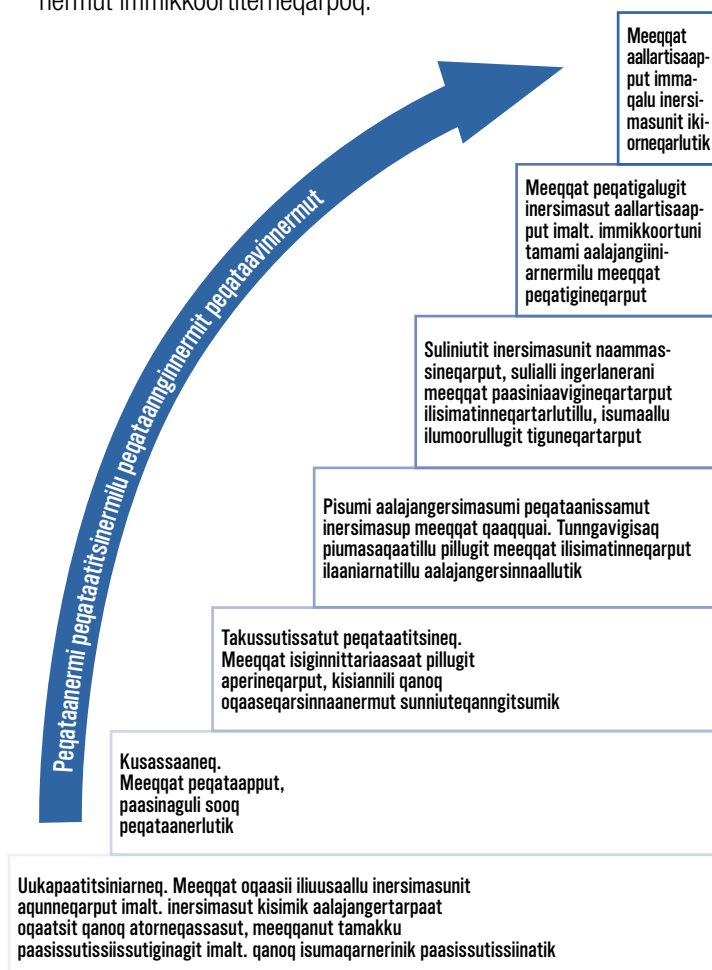 nermut immikkoortiterneqarpoq.
Meeqqat
aallartisaap-
put imma-
qalu inersi-
masunit iki-
orneqarlutik
Meeqqat peqatigalugit
inersimasut aallartisaap-
put imalt. immikkoortuni
tamami aalajangiini-
arnermilu meeqqat
peqatigineqarput
Suliniutit inersimasunit naammas-
sineqarput, sulialli ingerlanerani
meeqqat paasiniaavigineqartarput
ilisimatinneqartarlutillu, isumaallu
ilumoorullugit tiguneqartarput
Pisumi aalajangersimasumi peqataanissamut
inersimasup meeqqat qaaqquai. Tunngavigisaq
piumasaqaatillu pillugit meeqqat ilisimatinneqarput
ilaaniarnatillu aalajangersinnaallutik
Takussutissatut peqataatitsineq.
Meeqqat isiginnittariaasaat pillugit
aperineqarput, kisiannili qanoq
oqaaseqarsinnaanermut sunniuteqanngitsumik
Kusassaaneq.
Meeqqat peqataapput,
paasinaguli sooq
peqataanerlutik
Uukapaatitsiniarneq. Meeqqat oqaasii iliuusaallu inersimasunit
aqunneqarput imalt. inersimasut kisimik aalajangertarpaat
oqaatsit qanoq atorneqassasut, meeqqanut tamakku
paasissutissiissutiginagit imalt. qanoq isumaqarnerinik paasissutissiinatik
Peqataanermi peqataatitsinermilu peqataannginnermit peqataavinnermut